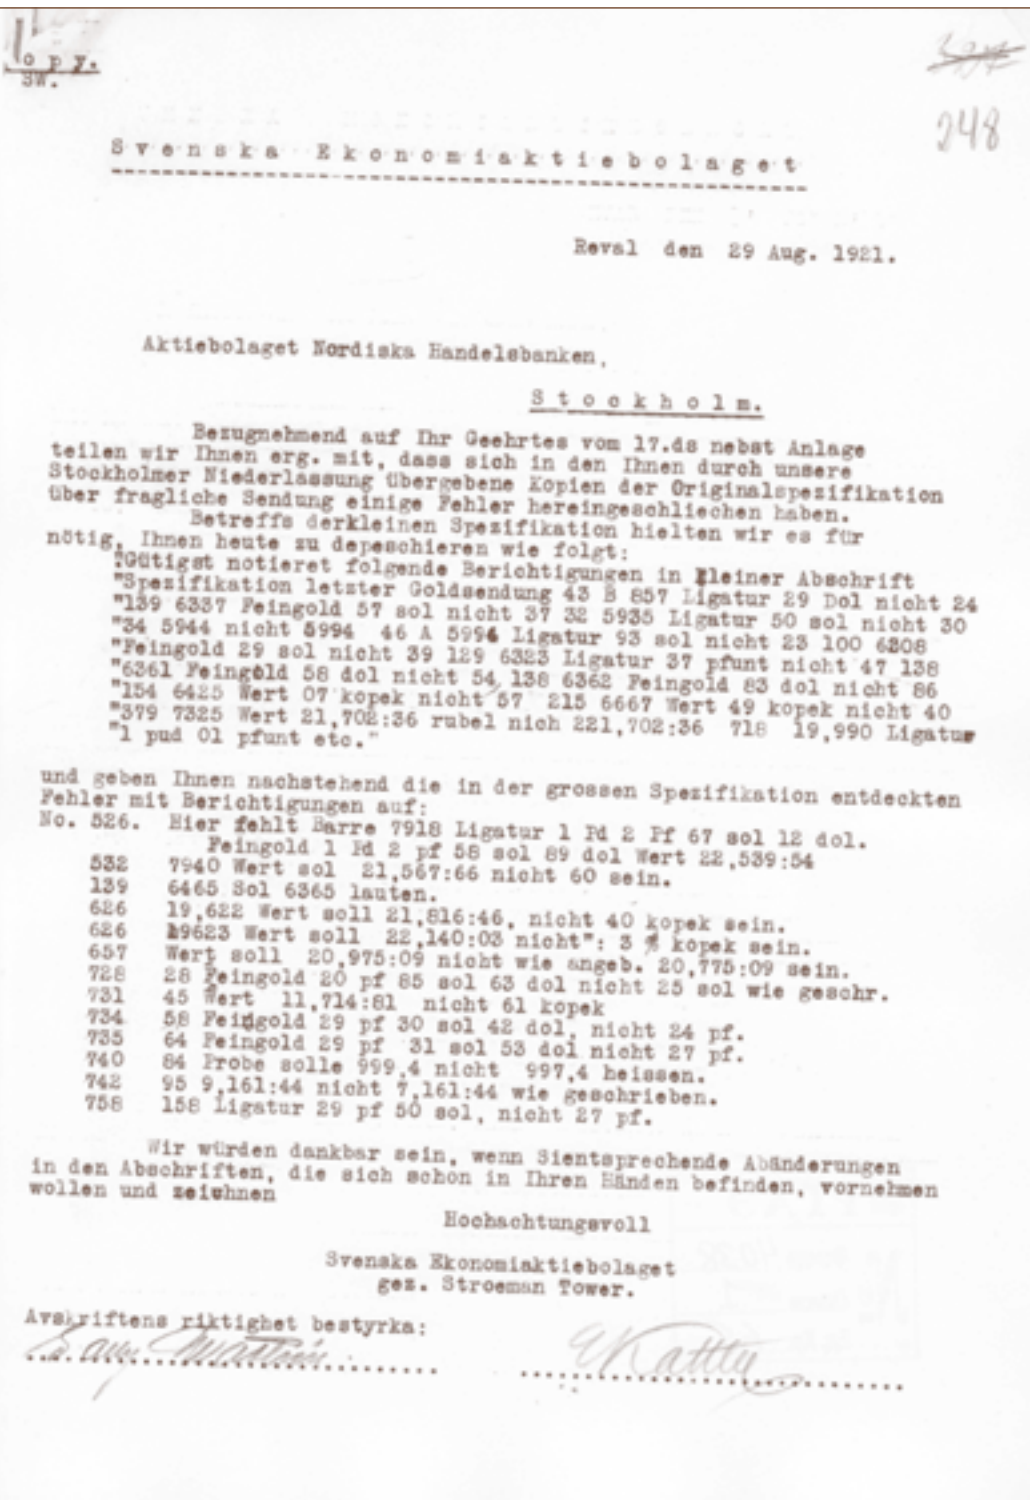 opy.
SW.
248
Svenska Ekonomiaktiebolaget
Reval den 29 Aug. 1921.
Aktiebolaget Nordiska Handelsbanken,
Stockholm.
Bezugnehmend auf Ihr Geehrtes vom 17.ds nebst Anlage
teilen wir Ihnen erg. mit, dass sich in den Ihnen durch unsere
Stockholmer Niederlassung übergebene Kopien der Originalspezifikation
über fragliche Sendung einige Fehler hereingeschliechen haben.
Betreffs derkleinen Spezifikation hielten wir es für
nötig, Ihnen heute zu depeschieren wie folgt:
"Gütigst notieret folgende Berichtigungen in kleiner Abschrift
"Spezifikation letzter Goldsendung 43 B 857 Ligatur 29 Dol nicht 24
"139 6337 Feingold 57 sol nicht 37 32 5935 Ligatur 50 sol nicht 30
"34 5944 nicht 5994 46 A 5994 Ligatur 93 sol nicht 23 100 6208
"Feingold 29 sol nicht 39 129 6323 Ligatur 37 pfunt nicht 47 138
"6361 Feingold 58 dol nicht 54 138 6362 Feingold 83 dol nicht 86
"154 6425 Wert 07 kopek nicht 57 215 6667 Wert 49 kopek nicht 40
"379 7325 Wert 21,702:36 rubel nich 221,702:36 718 19,990 Ligatur
"1 pud 01 pfunt etc."
und geben Ihnen nachstehend die in der grossen Spezifikation entdeckten
Fehler mit Berichtigungen auf:
No. 526. Hier fehlt Barre 7918 Ligatur 1 Pd 2 Pf 67 sol 12 dol.
Feingold 1 Pd 2 pf 58 sol 89 dol Wert 22,539:54
532 7940 Wert sol 21,567:66 nicht 60 sein.
139 6465 Sol 6365 lauten.
626 19,622 Wert soll 21,816:46, nicht 40 kopek sein.
626 19623 Wert soll 22,140:03 nicht": 3 kopek sein.
657 Wert soll 20,975:09 nicht wie angeb. 20,775:09 sein.
728 28 Feingold 20 pf 85 sol 63 dol nicht 25 sol wie geschr.
731 45 Wert 11,714:81 nicht 61 kopek
734 58 Feingold 29 pf 30 sol 42 dol, nicht 24 pf.
735 64 Feingold 29 pf 31 sol 53 dol nicht 27 pf.
740 84 Probe solle 999,4 nicht 997,4 heissen.
742 95 9,161:44 nicht 7,161:44 wie geschrieben.
758 158 Ligatur 29 pf 50 sol, nicht 27 pf.
Wir würden dankbar sein, wenn Sientsprechende Abänderungen
in den Abschriften, die sich schon in Ihren Händen befinden, vornehmen
wollen und zeichnen
Hochachtungsvoll
Svenska Ekonomiaktiebolaget
gez. Stroeman Tower.
Avskriftens riktighet bestyrka: